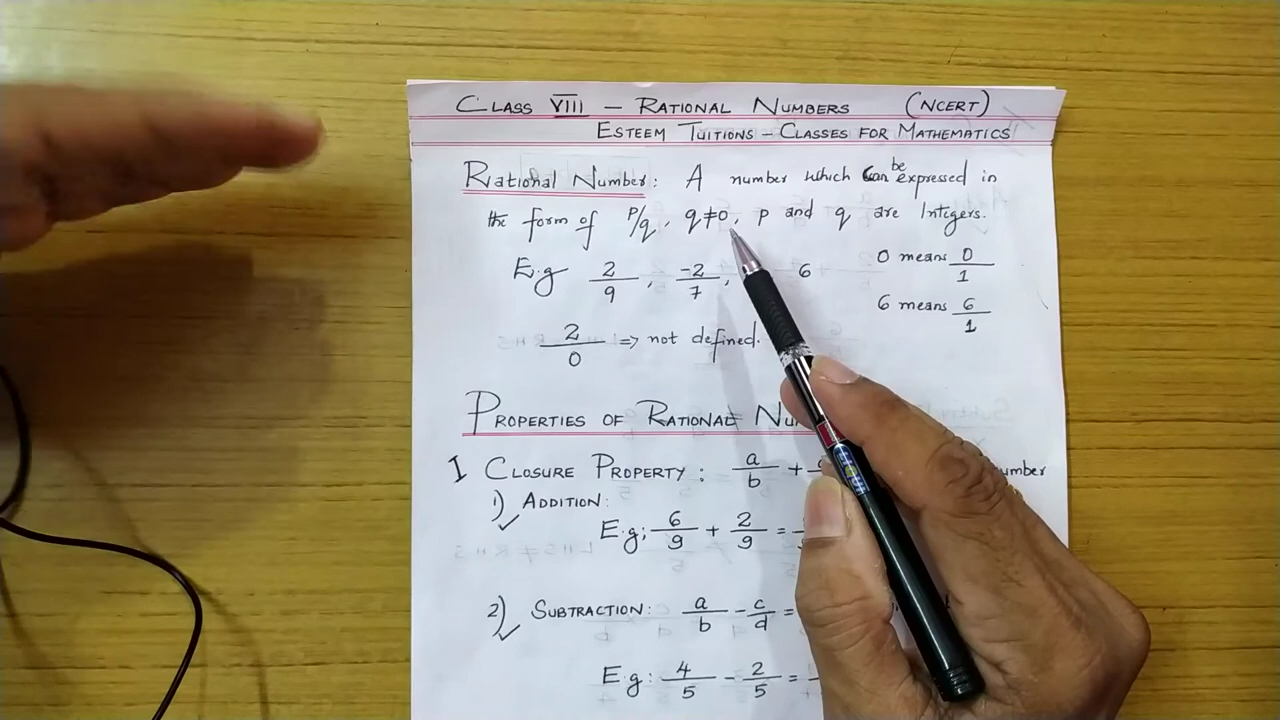 CLASS VIII – RATIONAL NUMBERS (NCERT)
ESTEEM TUITIONS – CLASSES FOR MATHEMATICS
Rational Number: A number which can be expressed in
the form of P/q, q≠0, p and q are Integers.
E.g 2/9, -2/7, 6
0 means 0/1
6 means 6/1
2/0 => not defined.
PROPERTIES OF RATIONAL
I CLOSURE PROPERTY: a/b + number
1) ADDITION:
E.g; 6/9 + 2/9 =
2) SUBTRACTION: a/b - c/d =
E.g: 4/5 - 2/5 =